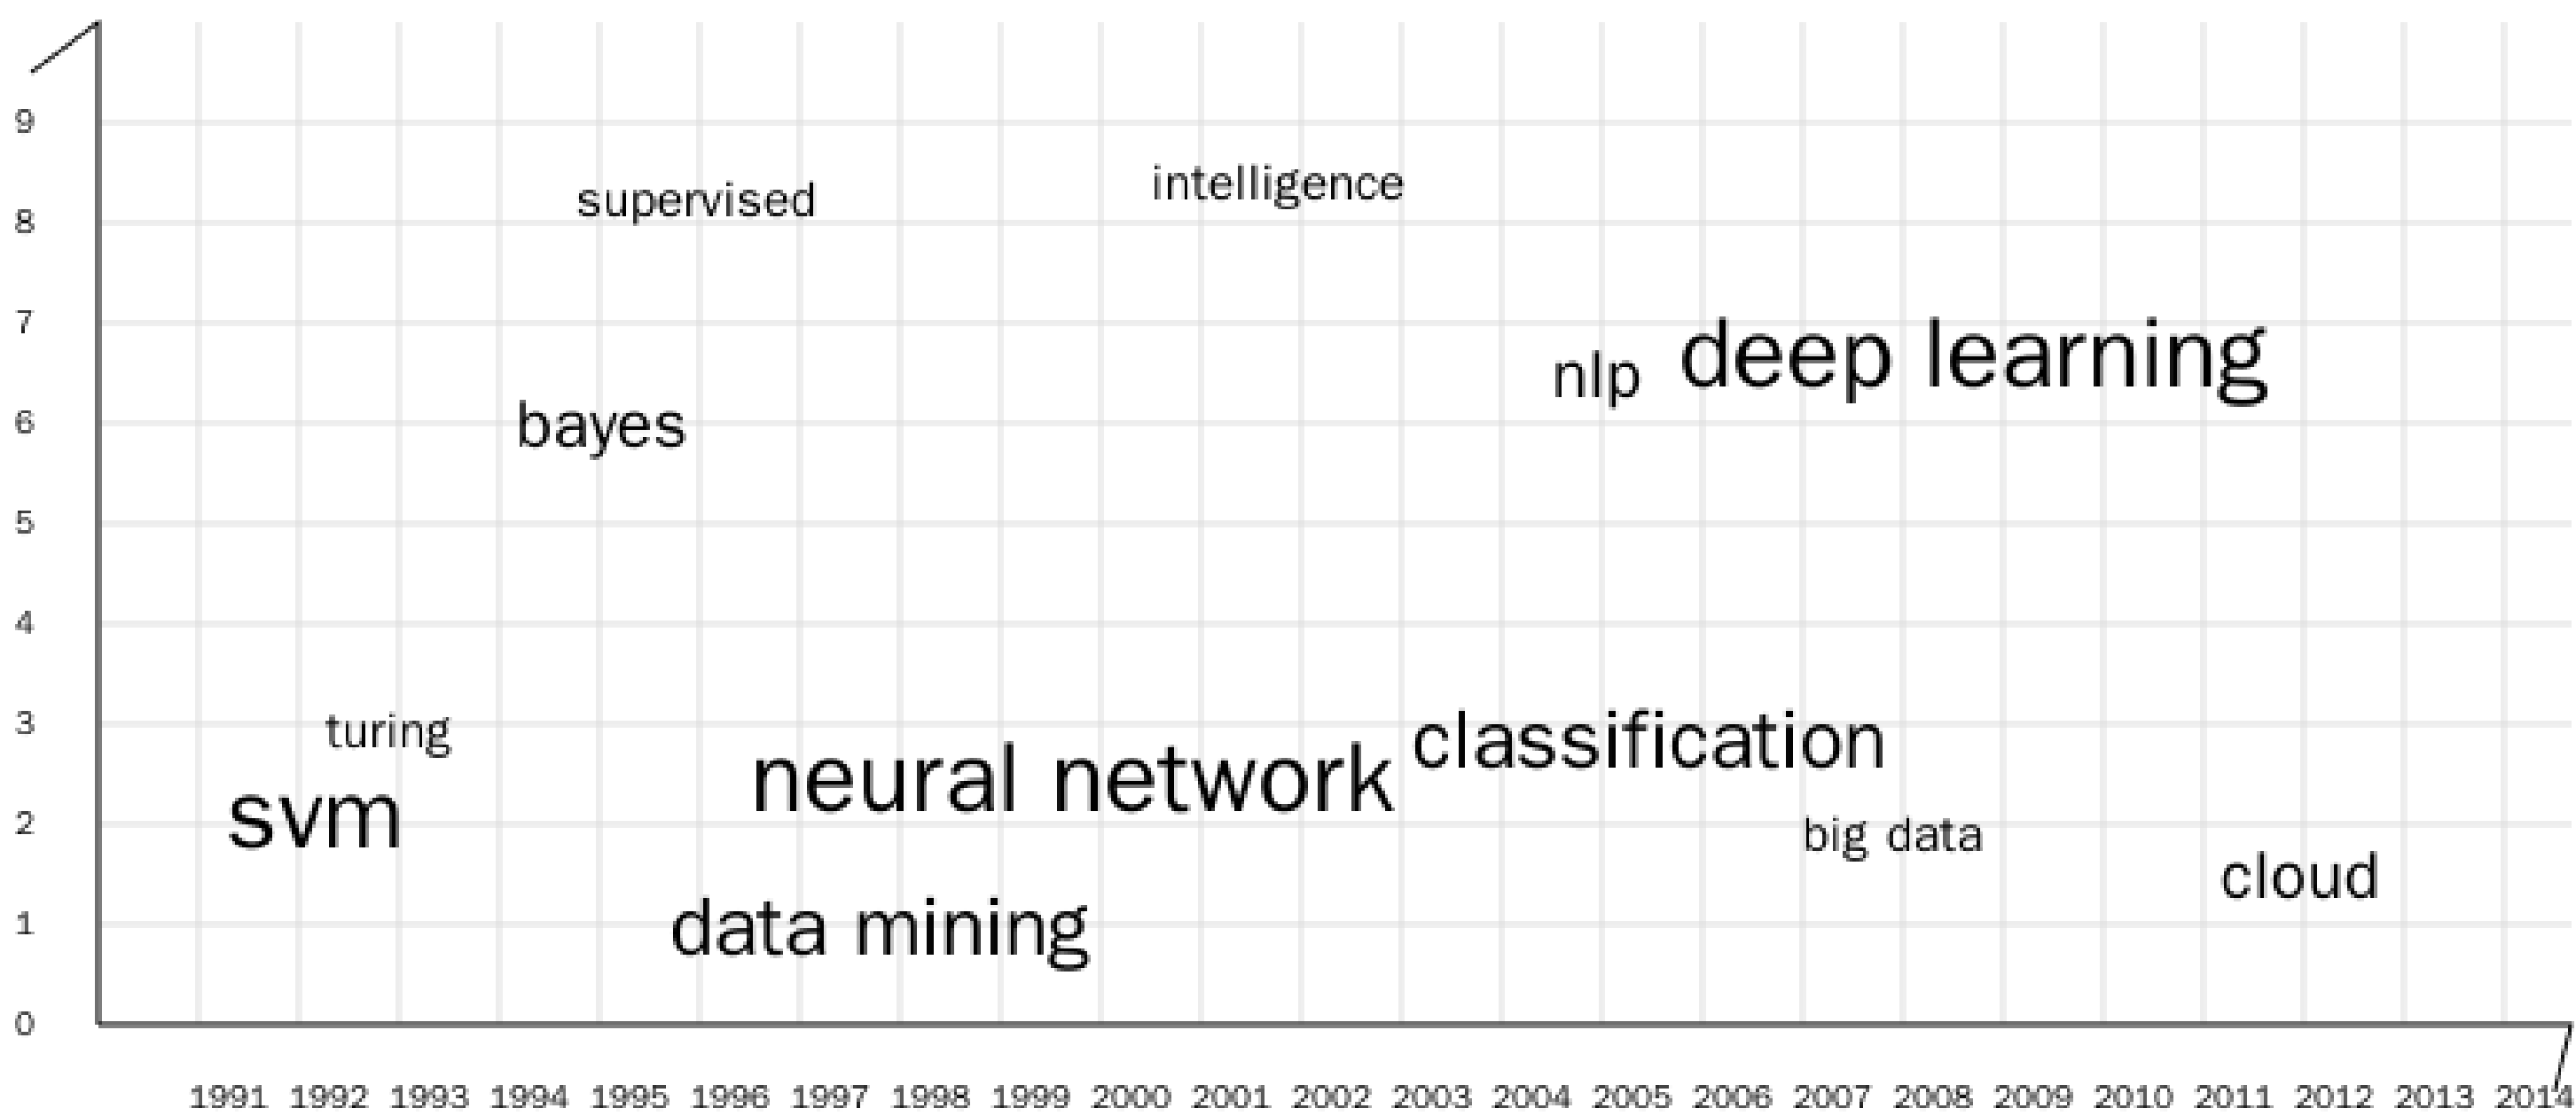 9
supervised intelligence
8
7
nlp deep learning
6
bayes
5
4
3
turing classification
neural network
svm
2
big data
cloud
data mining
1
0
1991 1992 1993 1994 1995 1996 1997 1998 1999 2000 2001 2002 2003 2004 2005 2006 2007 2008 2009 2010 2011 2012 2013 2014